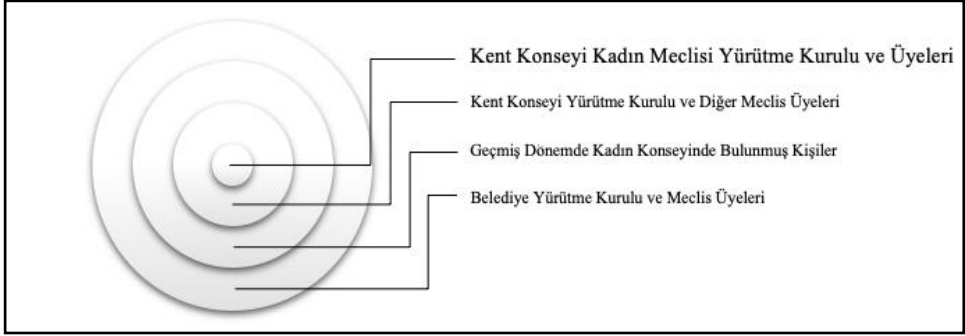 Kent Konseyi Kadın Meclisi Yürütme Kurulu ve Üyeleri
Kent Konseyi Yürütme Kurulu ve Diğer Meclis Üyeleri
Geçmiş Dönemde Kadın Konseyinde Bulunmuş Kişiler
Belediye Yürütme Kurulu ve Meclis Üyeleri